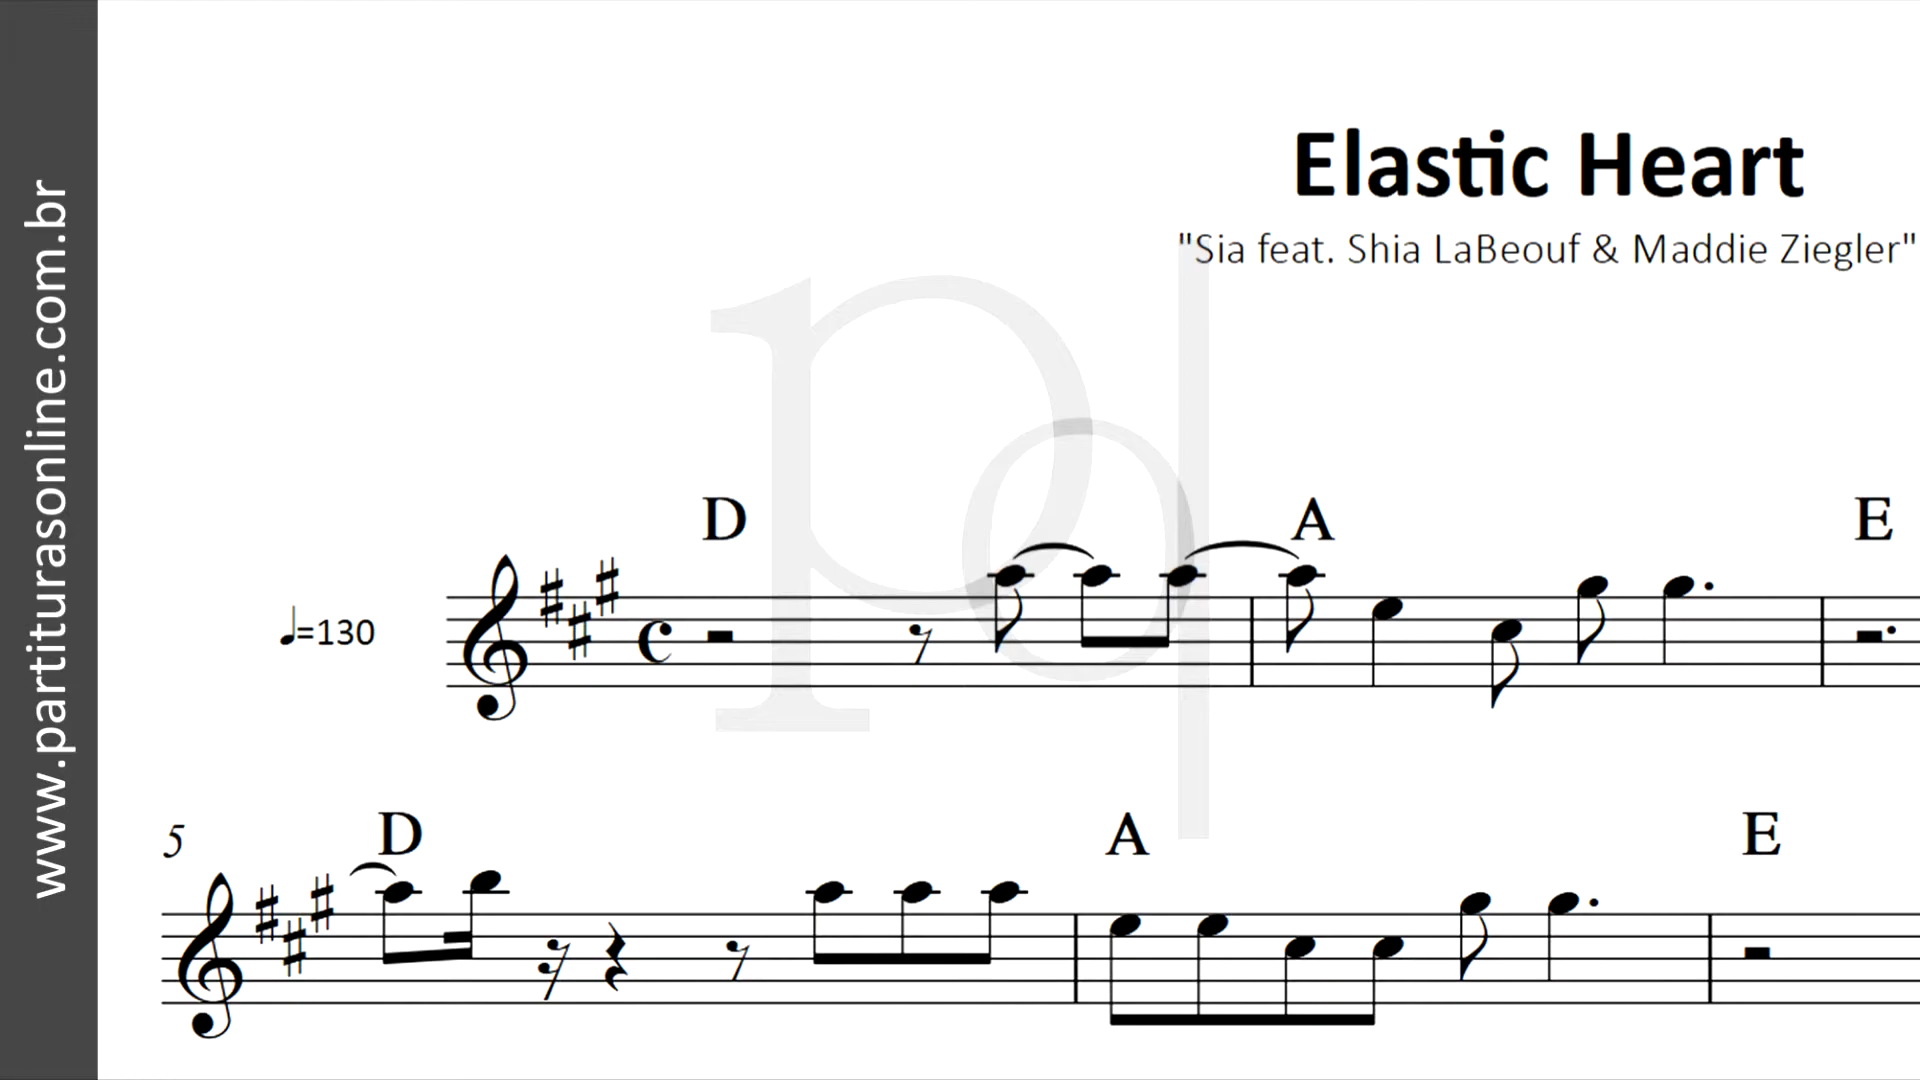 www.partiturasonline.com.br
Elastic Heart
"Sia feat. Shia LaBeouf & Maddie Ziegler"
D A E
♩=130
5 D A E